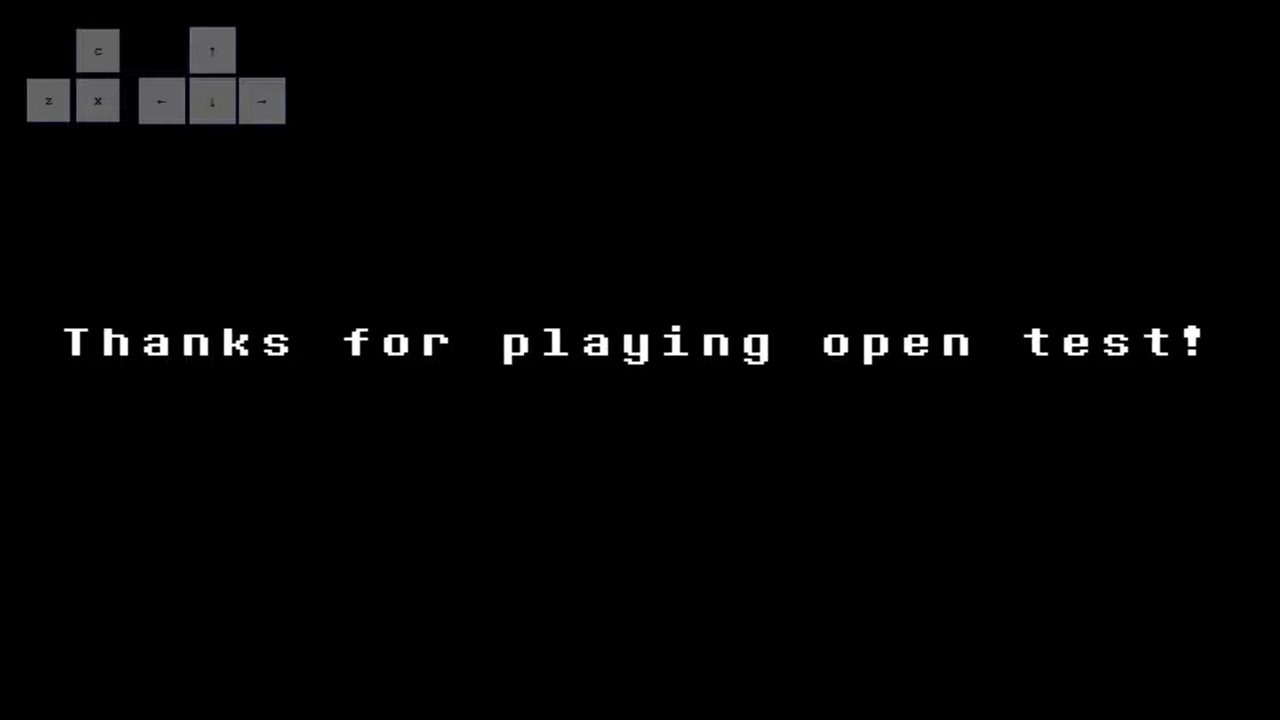 c ↑
z x ← ↓ →
Thanks for playing open test!